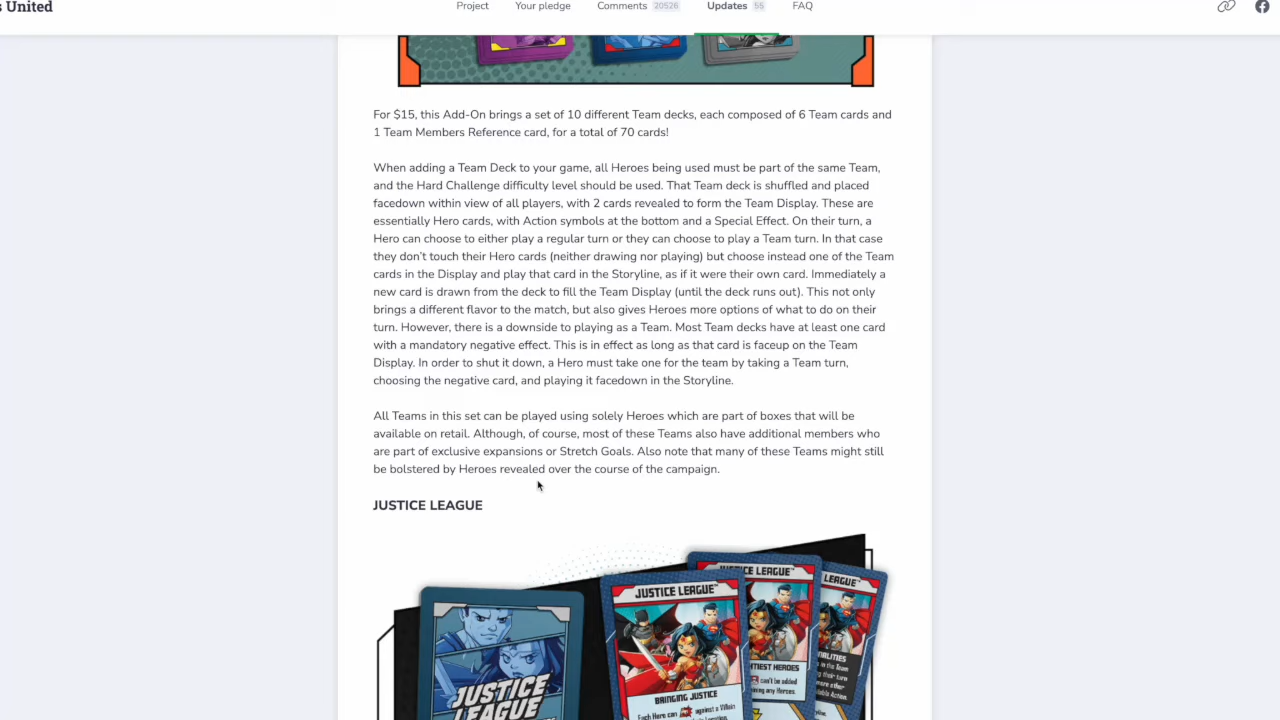 s United
Project Your pledge Comments 20526 Updates 55 FAQ
For $15, this Add-On brings a set of 10 different Team decks, each composed of 6 Team cards and
1 Team Members Reference card, for a total of 70 cards!
When adding a Team Deck to your game, all Heroes being used must be part of the same Team,
and the Hard Challenge difficulty level should be used. That Team deck is shuffled and placed
facedown within view of all players, with 2 cards revealed to form the Team Display. These are
essentially Hero cards, with Action symbols at the bottom and a Special Effect. On their turn, a
Hero can choose to either play a regular turn or they can choose to play a Team turn. In that case
they don't touch their Hero cards (neither drawing nor playing) but choose instead one of the Team
cards in the Display and play that card in the Storyline, as if it were their own card. Immediately a
new card is drawn from the deck to fill the Team Display (until the deck runs out). This not only
brings a different flavor to the match, but also gives Heroes more options of what to do on their
turn. However, there is a downside to playing as a Team. Most Team decks have at least one card
with a mandatory negative effect. This is in effect as long as that card is faceup on the Team
Display. In order to shut it down, a Hero must take one for the team by taking a Team turn,
choosing the negative card, and playing it facedown in the Storyline.
All Teams in this set can be played using solely Heroes which are part of boxes that will be
available on retail. Although, of course, most of these Teams also have additional members who
are part of exclusive expansions or Stretch Goals. Also note that many of these Teams might still
be bolstered by Heroes revealed over the course of the campaign.
JUSTICE LEAGUE
JUSTICE
LEAGUE
JUSTICE LEAGUE™
BRINGING JUSTICE
Each Hero can against a Villain
LEAGUE™
HTIEST HEROES
can't be added
LEAGUE™
in the Team